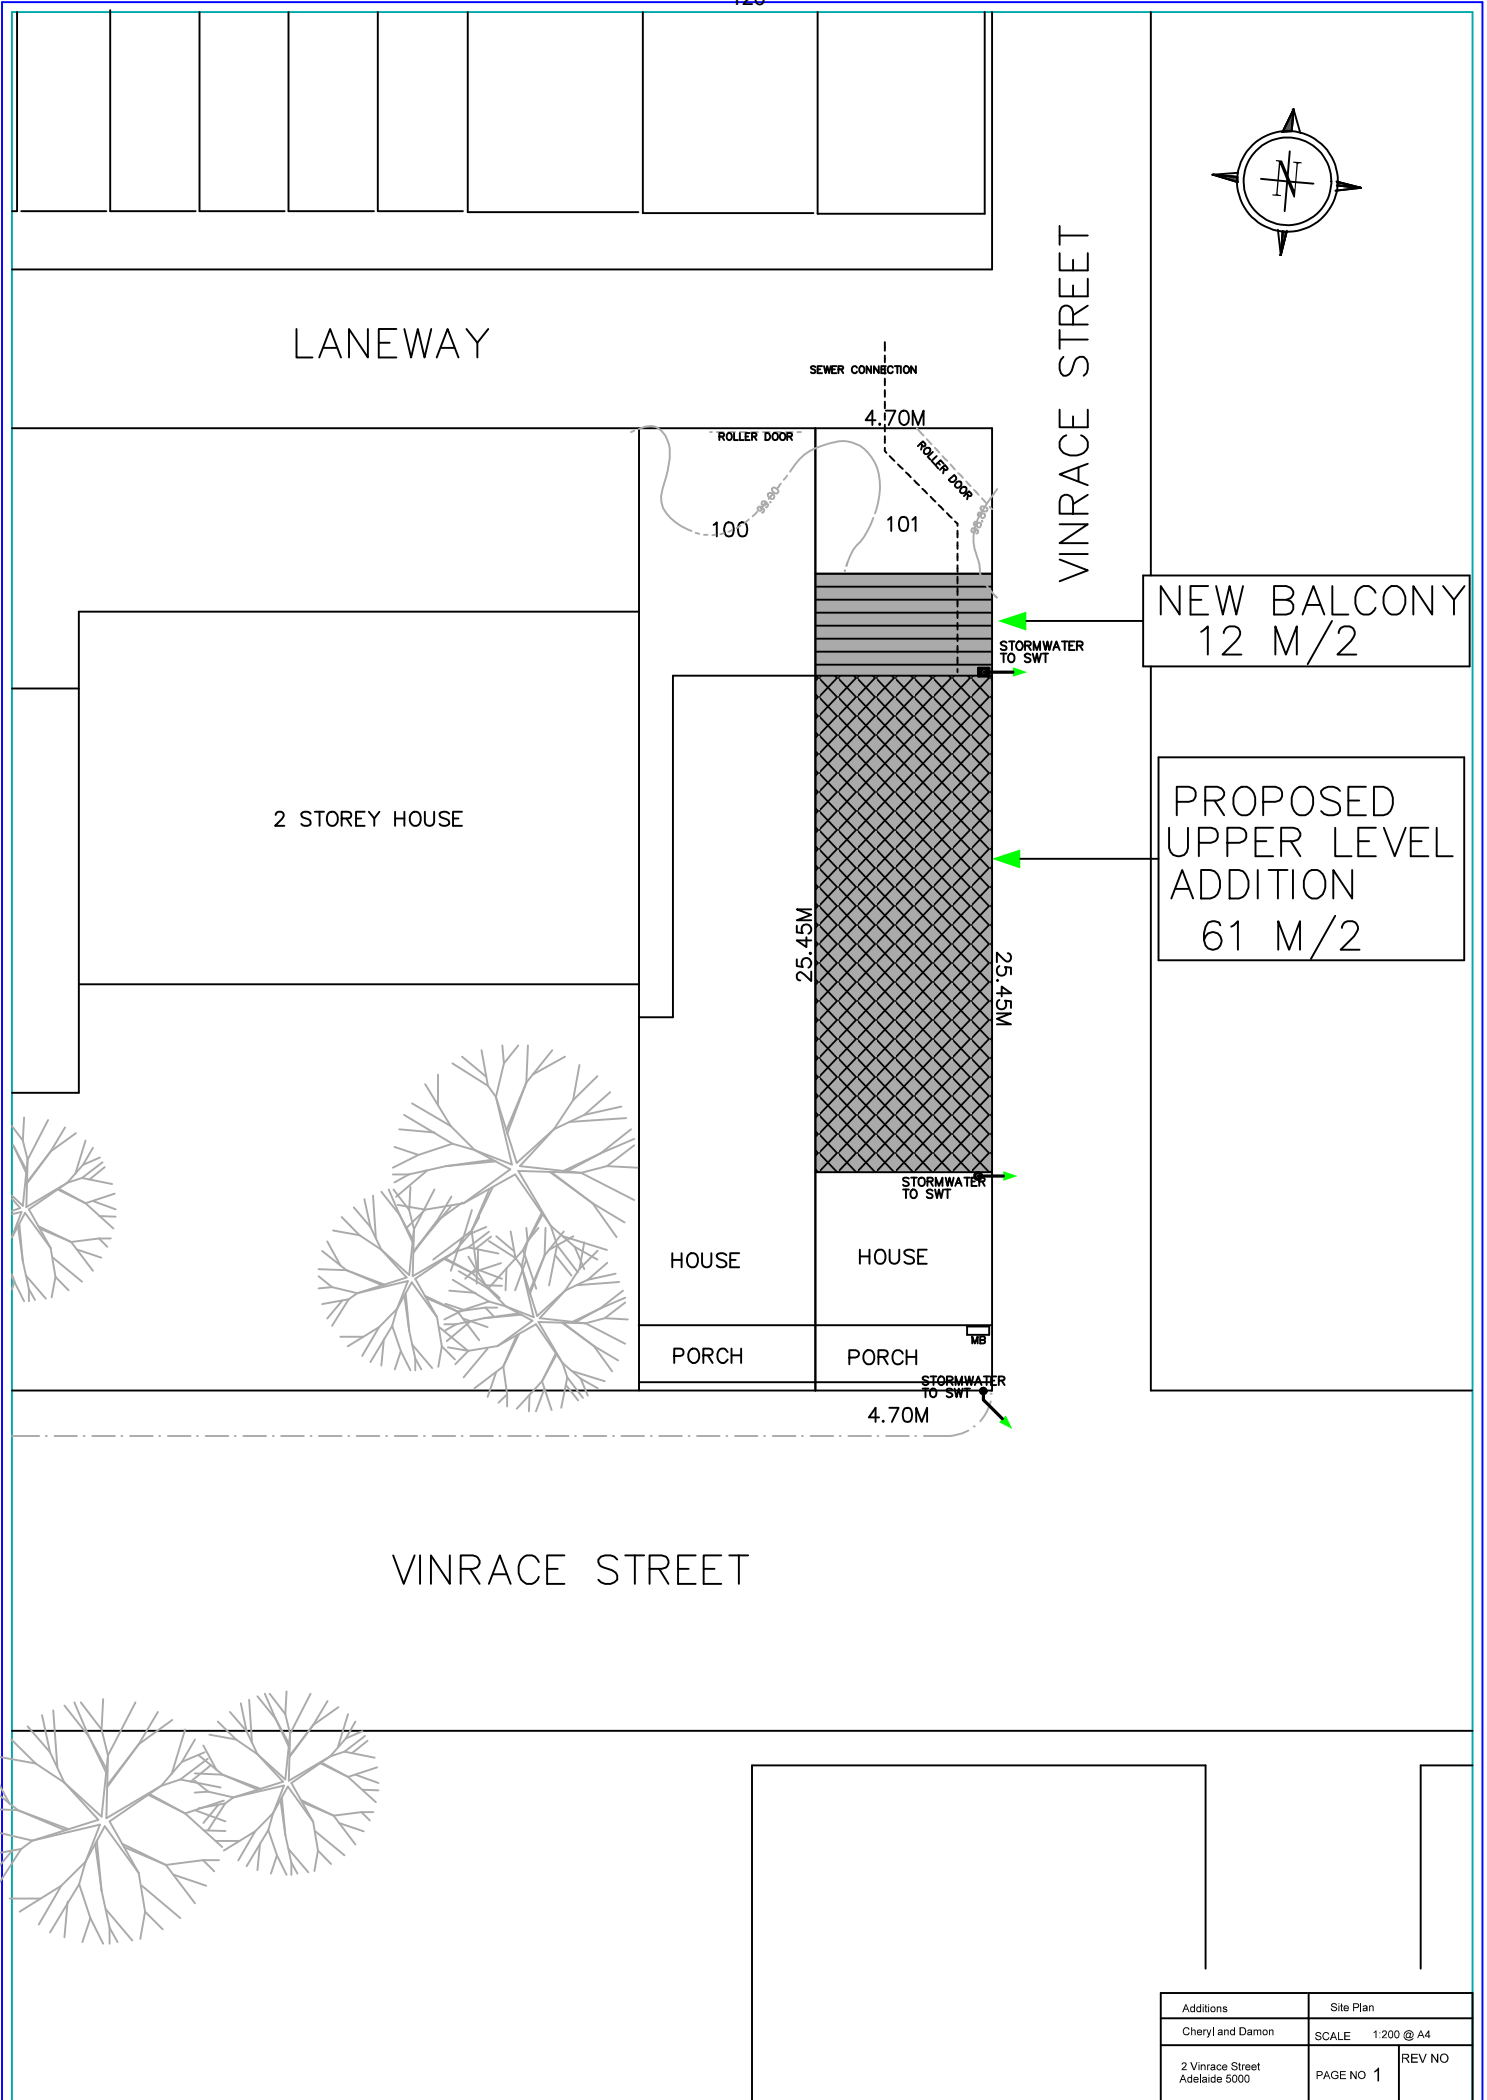 N
LANEWAY
VINRACE STREET
SEWER CONNECTION
4.70M
ROLLER DOOR
ROLLER DOOR
99.60
100
101
NEW BALCONY
12 M/2
STORMWATER
TO SWT
2 STOREY HOUSE
PROPOSED
UPPER LEVEL
ADDITION
61 M/2
25.45M
25.45M
STORMWATER
TO SWT
HOUSE
HOUSE
MB
PORCH
PORCH
STORMWATER
TO SWT
4.70M
VINRACE STREET
Additions
Site Plan
Cheryl and Damon
SCALE 1:200 @ A4
2 Vinrace Street
Adelaide 5000
PAGE NO 1
REV NO